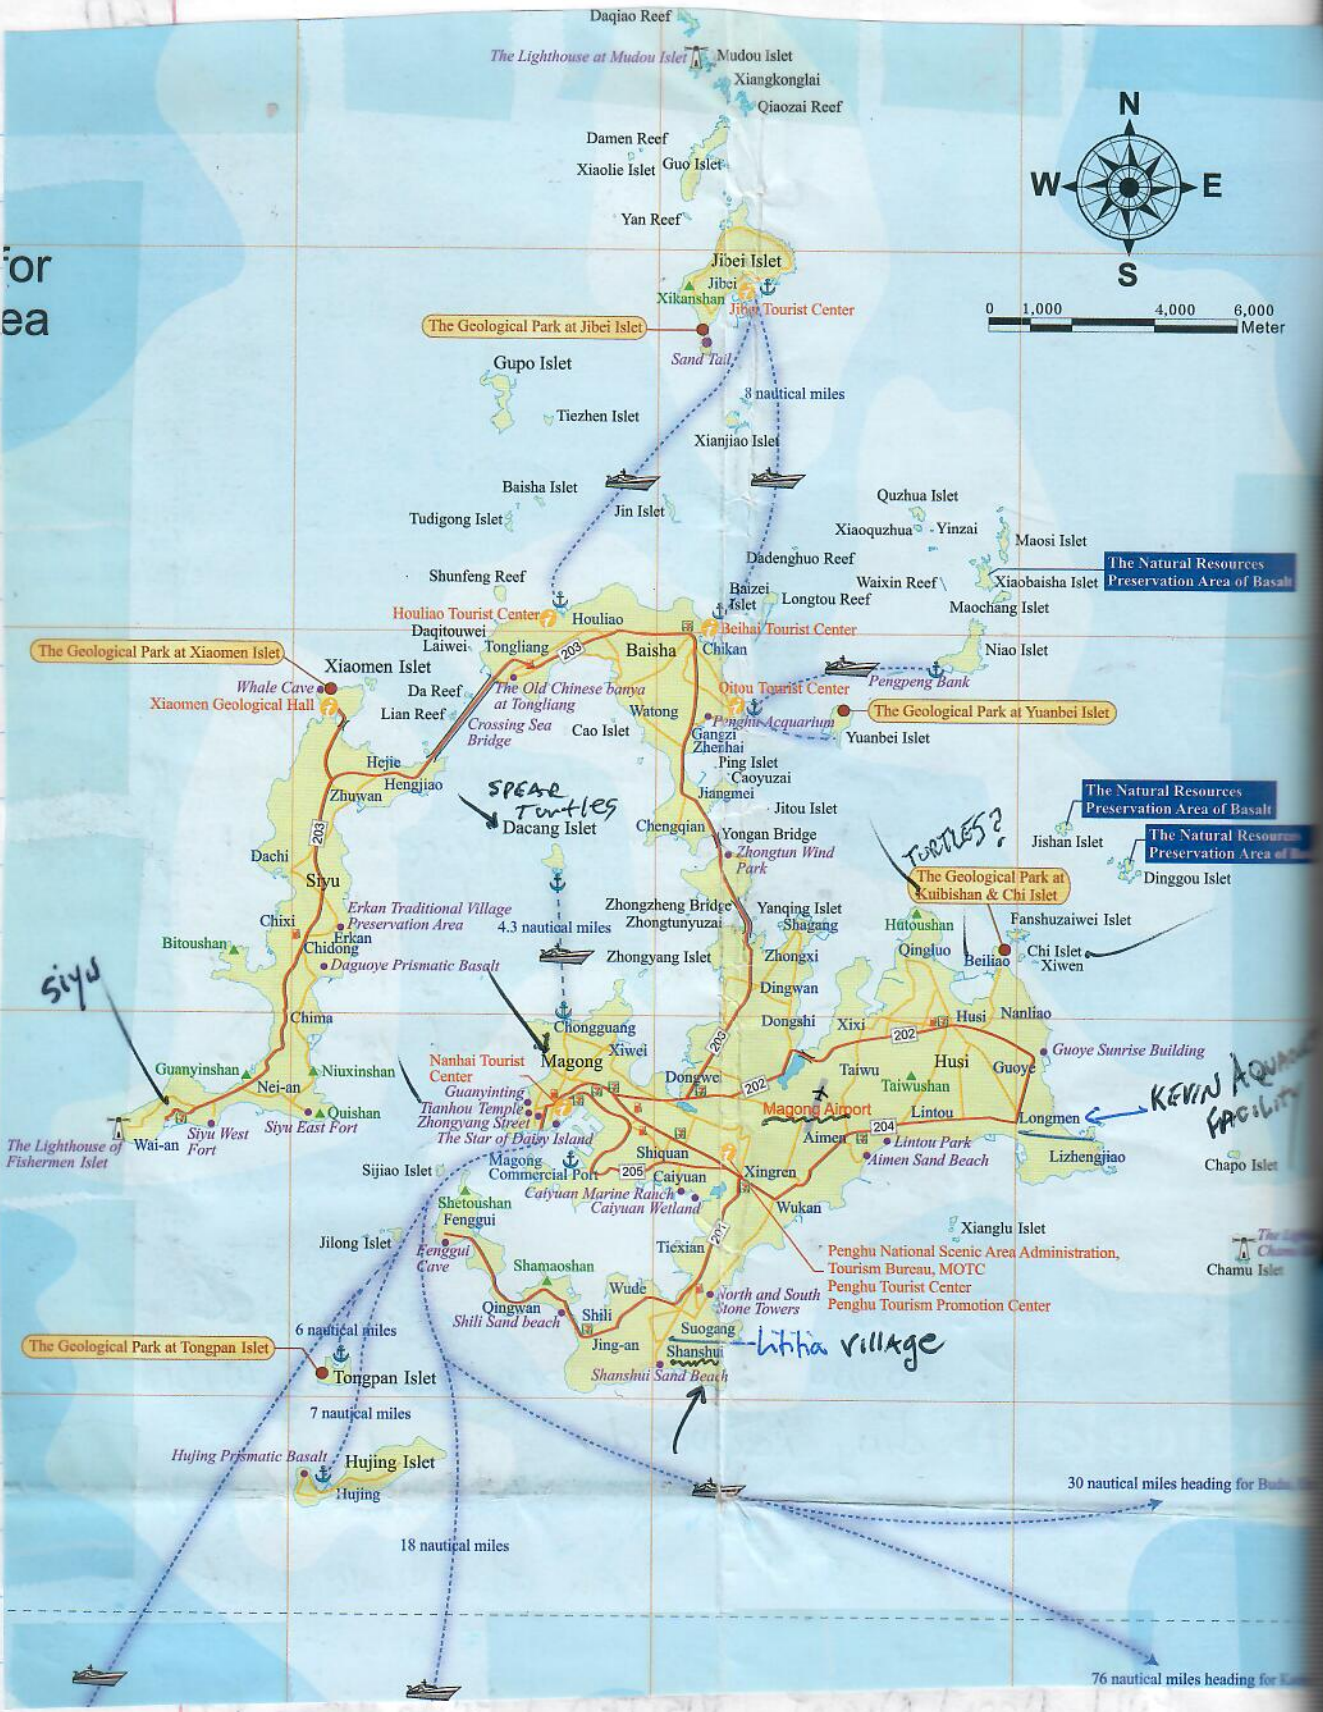 Daqiao Reef
The Lighthouse at Mudou Islet
Mudou Islet
Xiangkonglai
Qiaozai Reef
N
W
E
S
Damen Reef
Xiaolie Islet
Guo Islet
Yan Reef
for
ea
Jibei Islet
Jibei
Xikanshan
Jibei Tourist Center
The Geological Park at Jibei Islet
Sand Tail
0 1,000 4,000 6,000
Meter
Gupo Islet
Tiezhen Islet
8 nautical miles
Xianjiao Islet
Baisha Islet
Tudigong Islet
Jin Islet
Quzhua Islet
Xiaoquzhua
Yinzai
Maosi Islet
Dadenghuo Reef
The Natural Resources
Preservation Area of Basalt
Shunfeng Reef
Baizei
Islet
Longtou Reef
Waixin Reef
Xiaobaisha Islet
Maochang Islet
Houliao Tourist Center
Houliao
Beihai Tourist Center
Daqitouwei
Laiwei
Tongliang
203
Baisha
Chikan
Niao Islet
The Geological Park at Xiaomen Islet
Xiaomen Islet
Whale Cave
Xiaomen Geological Hall
Da Reef
Lian Reef
The Old Chinese banya
at Tongliang
Crossing Sea
Bridge
Cao Islet
Watong
Qitou Tourist Center
Pengpeng Bank
Penghu Acquarium
The Geological Park at Yuanbei Islet
Yuanbei Islet
Gangzi
Zhenhai
Ping Islet
Caoyuzai
Jiangmei
Jitou Islet
Hejie
Hengjiao
Zhuwan
203
SPEAR
Turtles
Dacang Islet
Chengqian
Yongan Bridge
Zhongtun Wind
Park
TURTLES?
The Natural Resources
Preservation Area of Basalt
Jishan Islet
The Natural Resources
Preservation Area of
Dinggou Islet
Dachi
Siyu
The Geological Park at
Kuibishan & Chi Islet
Chixi
Erkan Traditional Village
Preservation Area
Erkan
Chidong
Daguoye Prismatic Basalt
Bitoushan
4.3 nautical miles
Zhongzheng Bridge
Zhongtunyuzai
Zhongyang Islet
Yanqing Islet
Shagang
Zhongxi
Hutoushan
Qingluo
Beiliao
Fanshuzaiwei Islet
Chi Islet
Xiwen
Siyu
Dingwan
Chima
Chongguang
Dongshi
Xixi
202
Husi
Nanliao
203
Magong
Xiwei
Nanhai Tourist
Center
Husi
Guoye
Guoye Sunrise Building
Guanyinshan
Nei-an
Niuxinshan
Guanyinting
Tianhou Temple
Zhongyang Street
The Star of Daisy Island
Dongwei
202
Taiwu
Taiwushan
Magong Airport
Lintou
Longmen
KEVIN AQUA
FACILITY
Quishan
Siyu East Fort
Siyu West
Fort
Wai-an
The Lighthouse of
Fishermen Islet
Aimen
204
Lintou Park
Aimen Sand Beach
Lizhengjiao
Chapo Islet
Sijiao Islet
Magong
Commercial Port
Shiquan
205
Caiyuan
Xingren
Caiyuan Marine Ranch
Caiyuan Wetland
Shetoushan
Fenggui
Wukan
Xianglu Islet
Jilong Islet
Fenggui
Cave
Tiexian
201
Penghu National Scenic Area Administration,
Tourism Bureau, MOTC
Penghu Tourist Center
Penghu Tourism Promotion Center
Chamu Islet
Shamaoshan
Wude
Qingwan
Shili Sand beach
Shili
North and South
Stone Towers
6 nautical miles
Jing-an
Suogang
Shanshui
Lititia village
The Geological Park at Tongpan Islet
Tongpan Islet
Shanshui Sand Beach
7 nautical miles
Hujing Prismatic Basalt
Hujing Islet
Hujing
30 nautical miles heading for
18 nautical miles
76 nautical miles heading for